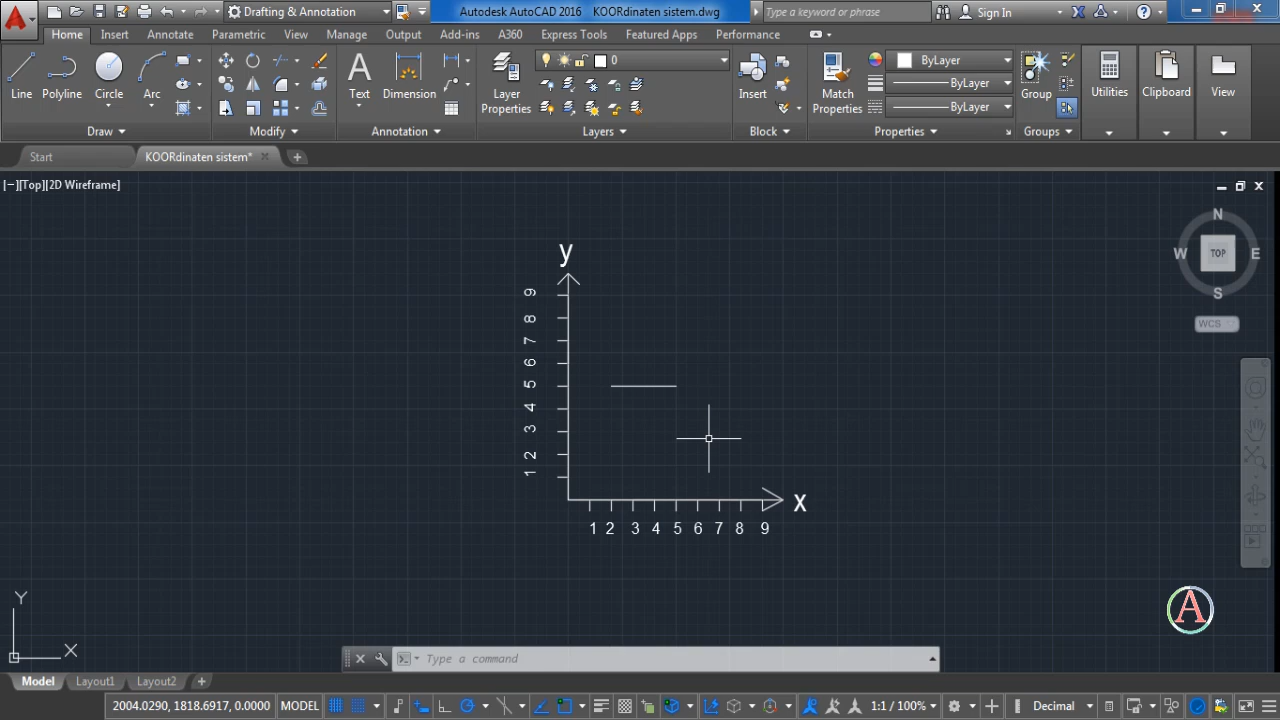 Drafting & Annotation
Autodesk AutoCAD 2016 KOORdinaten sistem.dwg
Type a keyword or phrase
Sign In
Home Insert Annotate Parametric View Manage Output Add-ins A360 Express Tools Featured Apps Performance
Line Polyline Circle Arc
Text Dimension
Layer Properties
0
Insert
Match Properties
ByLayer
ByLayer
ByLayer
Group
Utilities
Clipboard
View
Draw Modify Annotation Layers Block Properties Groups
Start KOORdinaten sistem*
[−][Top][2D Wireframe]
N
W TOP E
S
WCS
y
9
8
7
6
5
4
3
2
1
x
1 2 3 4 5 6 7 8 9
A
Y
X
Type a command
Model Layout1 Layout2
2004.0290, 1818.6917, 0.0000 MODEL 1:1 / 100% Decimal